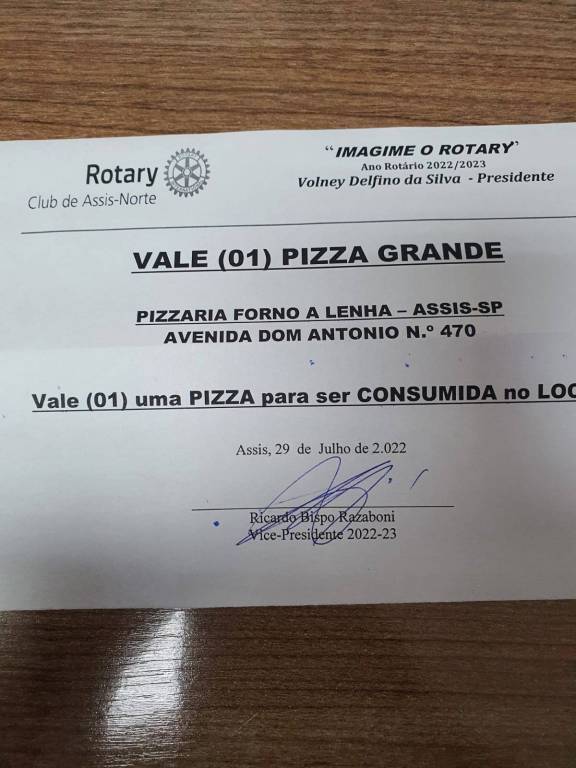 Rotary
Club de Assis-Norte
“IMAGIME O ROTARY”
Ano Rotário 2022/2023
Volney Delfino da Silva - Presidente
VALE (01) PIZZA GRANDE
PIZZARIA FORNO A LENHA – ASSIS-SP
AVENIDA DOM ANTONIO N.º 470
Vale (01) uma PIZZA para ser CONSUMIDA no LOC
Assis, 29 de Julho de 2.022
Ricardo Bispo Razaboni
Vice-Presidente 2022-23